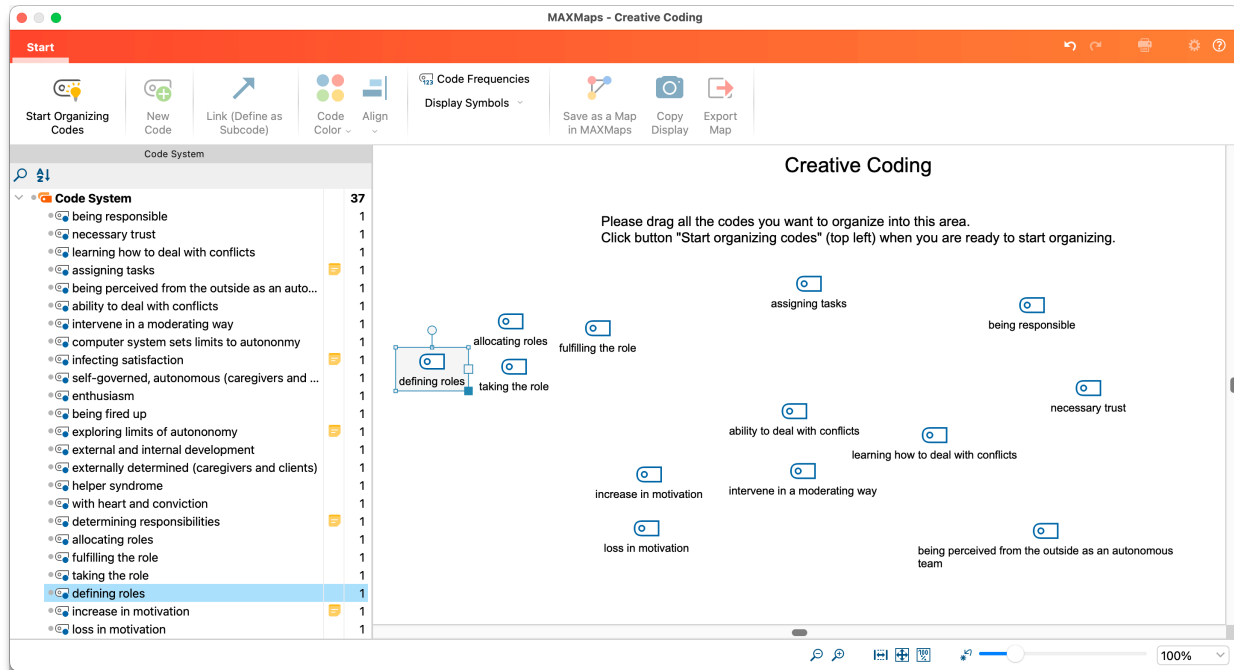 MAXMaps - Creative Coding
Start
Start Organizing
Codes
New
Code
Link (Define as
Subcode)
Code
Color
Align
123
Code Frequencies
Display Symbols
Save as a Map
in MAXMaps
Copy
Display
Export
Map
Code System
Code System 37
being responsible 1
necessary trust 1
learning how to deal with conflicts 1
assigning tasks 1
being perceived from the outside as an auto... 1
ability to deal with conflicts 1
intervene in a moderating way 1
computer system sets limits to autononmy 1
infecting satisfaction 1
self-governed, autonomous (caregivers and ... 1
enthusiasm 1
being fired up 1
exploring limits of autononomy 1
external and internal development 1
externally determined (caregivers and clients) 1
helper syndrome 1
with heart and conviction 1
determining responsibilities 1
allocating roles 1
fulfilling the role 1
taking the role 1
defining roles 1
increase in motivation 1
loss in motivation 1
Creative Coding
Please drag all the codes you want to organize into this area.
Click button "Start organizing codes" (top left) when you are ready to start organizing.
assigning tasks
being responsible
allocating roles
fulfilling the role
defining roles
taking the role
necessary trust
ability to deal with conflicts
learning how to deal with conflicts
increase in motivation
intervene in a moderating way
loss in motivation
being perceived from the outside as an autonomous
team
100%
100%